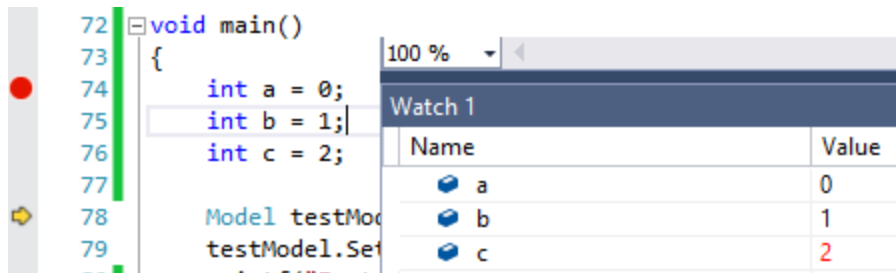 72 void main()
73 {
74 int a = 0;
75 int b = 1;
76 int c = 2;
77
78 Model
79 testModel.Set
100 %
Watch 1
Name Value
a 0
b 1
c 2